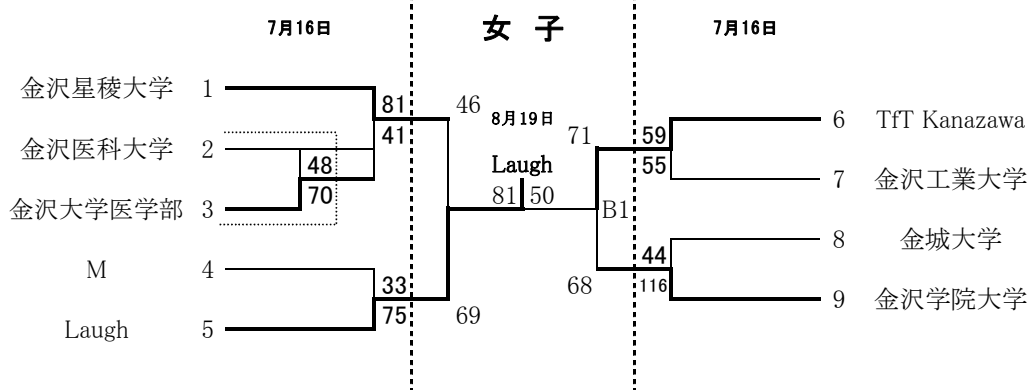 7月16日
女 子
7月16日
金沢星稜大学 1
81
46
8月19日
6 TfT Kanazawa
金沢医科大学 2
41
71
59
48
Laugh
55
7 金沢工業大学
金沢大学医学部 3
70
81
50
B1
8 金城大学
M 4
44
33
68
116
Laugh 5
75
69
9 金沢学院大学